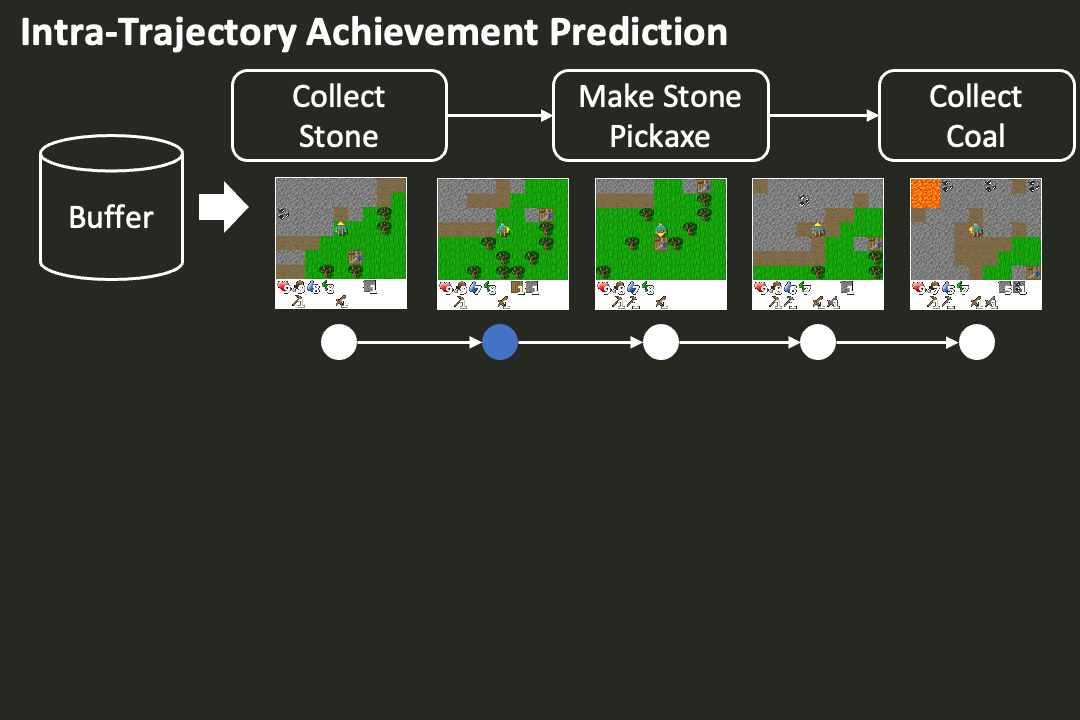 Intra-Trajectory Achievement Prediction
Collect
Stone
Make Stone
Pickaxe
Collect
Coal
Buffer